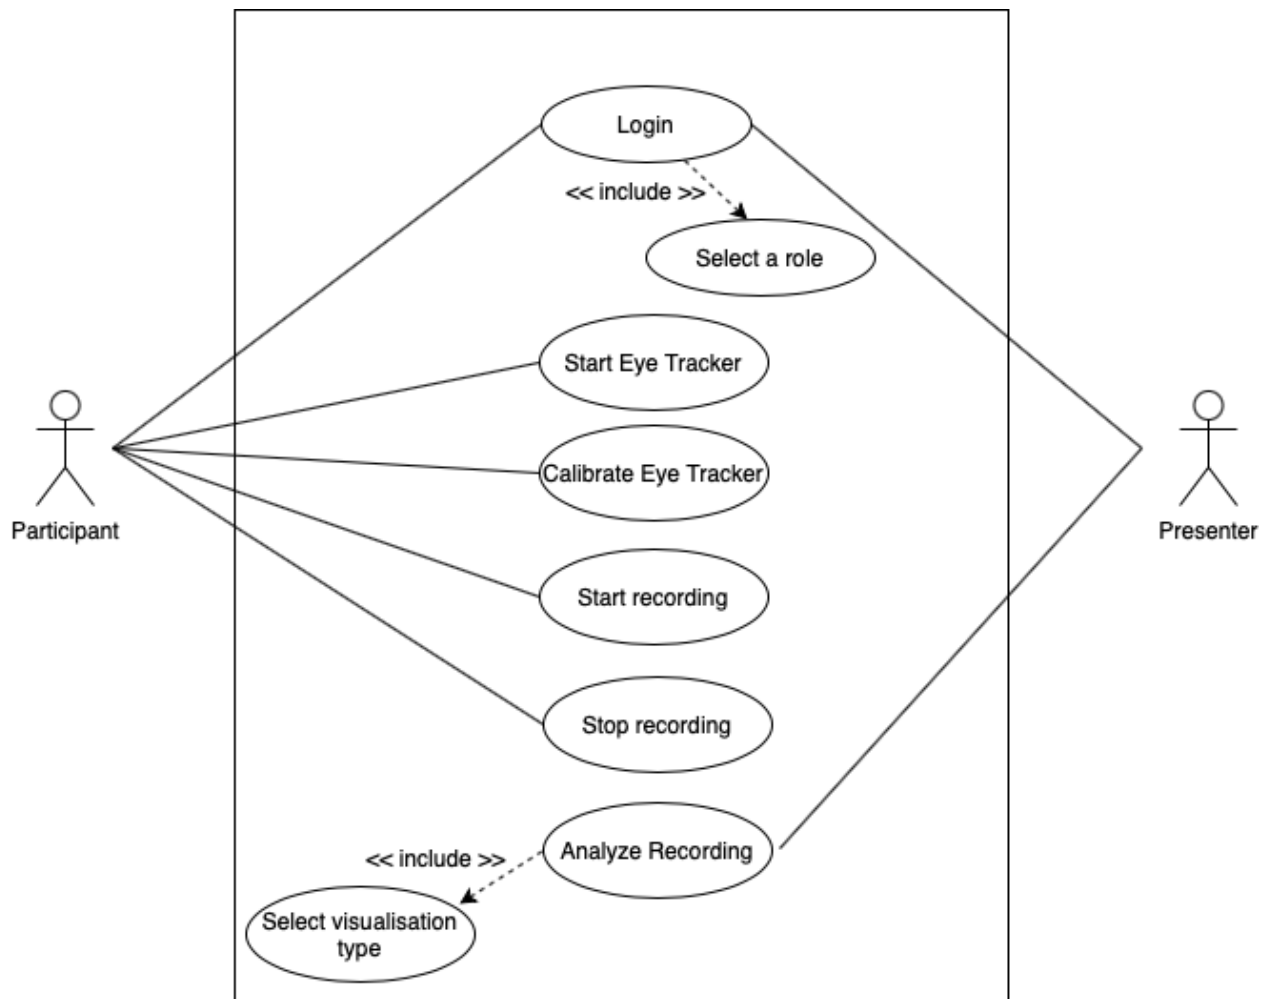 Login
<< include >>
Select a role
Start Eye Tracker
Calibrate Eye Tracker
Participant
Presenter
Start recording
Stop recording
Analyze Recording
<< include >>
Select visualisation
type